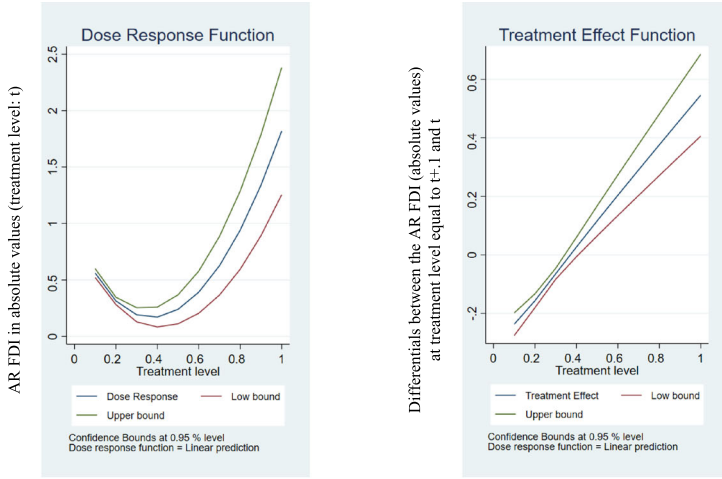 Dose Response Function
AR FDI in absolute values (treatment level: t)
2.5
2
1.5
1
0.5
0
0 0.2 0.4 0.6 0.8 1
Treatment level
Dose Response Low bound
Upper bound
Confidence Bounds at 0.95 % level
Dose response function = Linear prediction
Treatment Effect Function
Differentials between the AR FDI (absolute values)
at treatment level equal to t+.1 and t
0.6
0.4
0.2
0
-.2
0 0.2 0.4 0.6 0.8 1
Treatment level
Treatment Effect Low bound
Upper bound
Confidence Bounds at 0.95 % level
Dose response function = Linear prediction